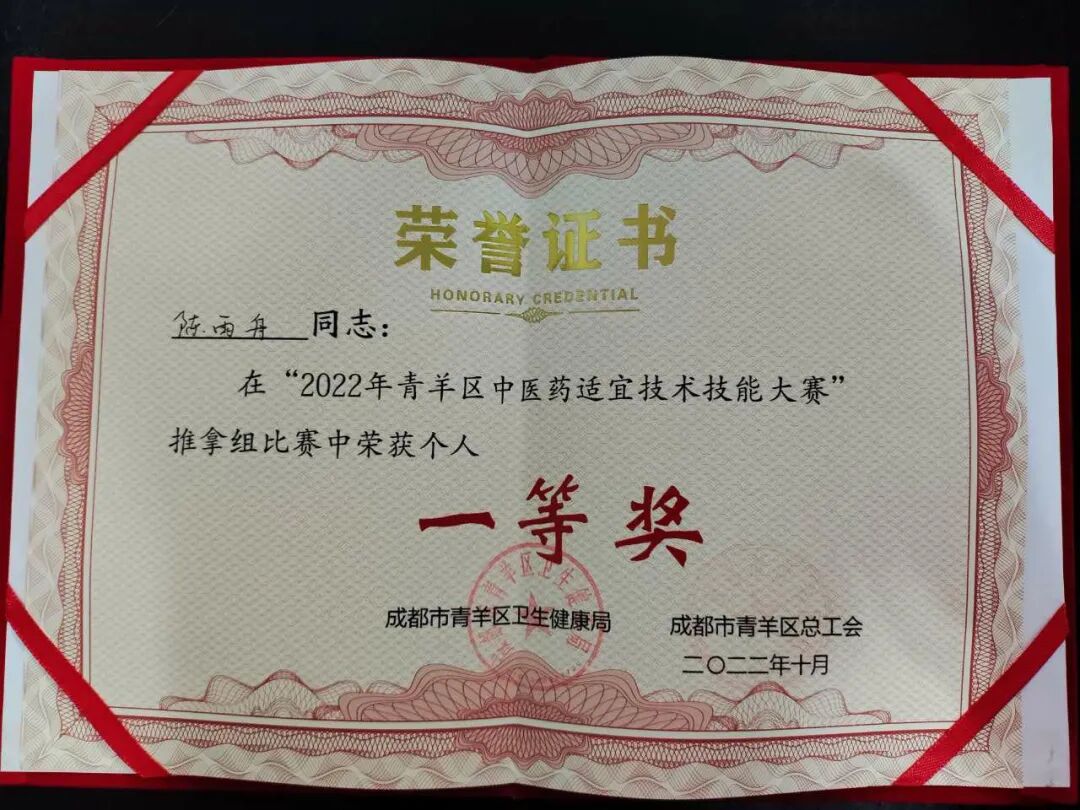 荣誉证书
HONORARY CREDENTIAL
陈雨舟 同志：
在“2022年青羊区中医药适宜技术技能大赛”
推拿组比赛中荣获个人
一等奖
成都市青羊区卫生健康局
成都市青羊区总工会
二〇二二年十月